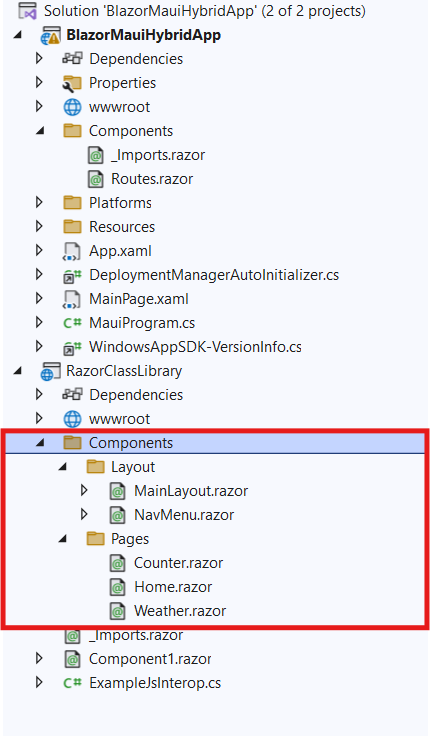 Solution 'BlazorMauiHybridApp' (2 of 2 projects)
BlazorMauiHybridApp
Dependencies
Properties
wwwroot
Components
_Imports.razor
Routes.razor
Platforms
Resources
App.xaml
DeploymentManagerAutoInitializer.cs
MainPage.xaml
C# MauiProgram.cs
WindowsAppSDK-VersionInfo.cs
RazorClassLibrary
Dependencies
wwwroot
Components
Layout
MainLayout.razor
NavMenu.razor
Pages
Counter.razor
Home.razor
Weather.razor
_Imports.razor
Component1.razor
C# ExampleJsInterop.cs